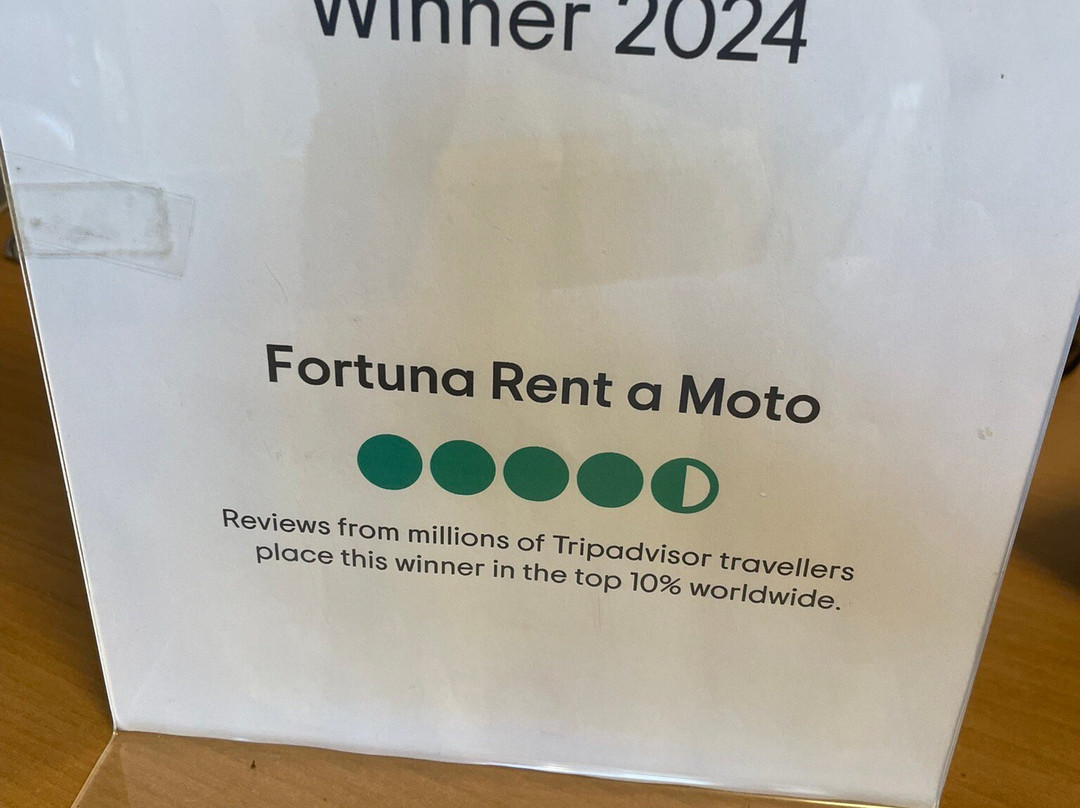 Winner 2024
Fortuna Rent a Moto
Reviews from millions of Tripadvisor travellers
place this winner in the top 10% worldwide.